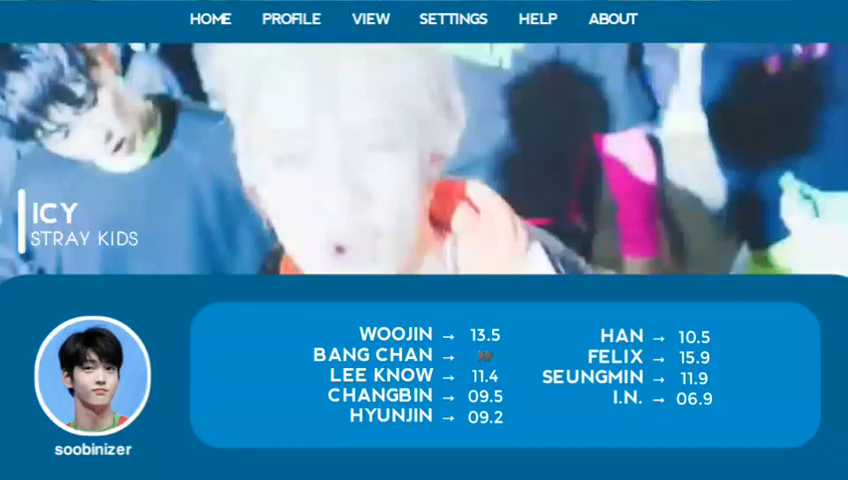 HOME PROFILE VIEW SETTINGS HELP ABOUT
ICY
STRAY KIDS
WOOJIN → 13.5
BANG CHAN →
LEE KNOW → 11.4
CHANGBIN → 09.5
HYUNJIN → 09.2
HAN → 10.5
FELIX → 15.9
SEUNGMIN → 11.9
I.N. → 06.9
soobinizer